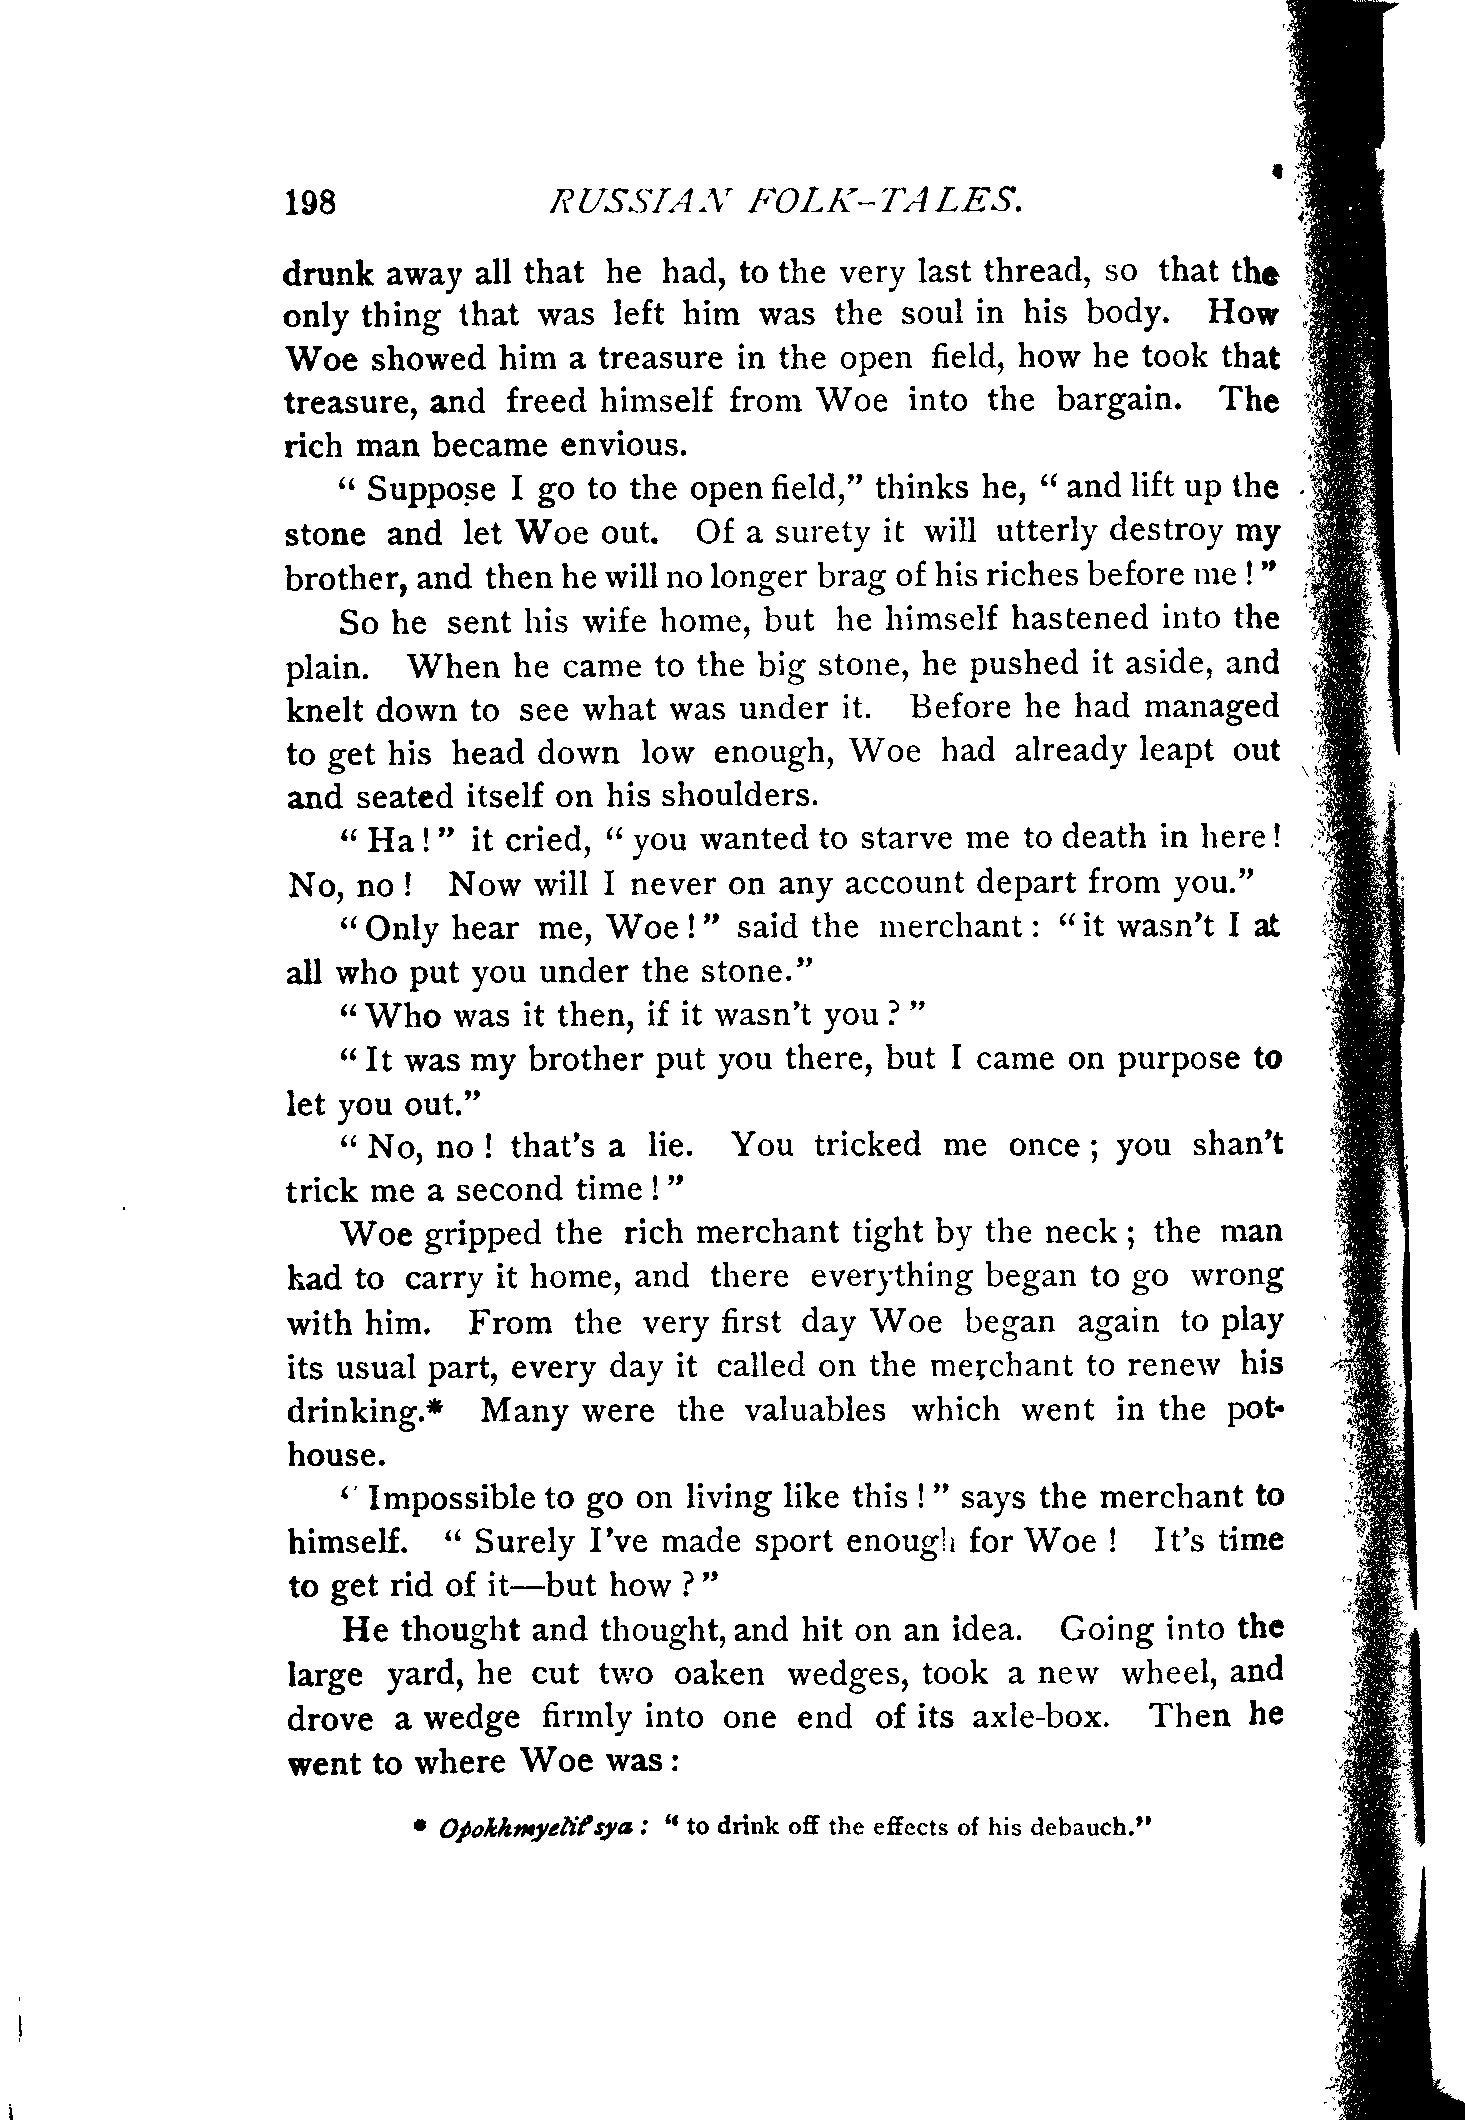 198 RUSSIAN FOLK-TALES.
drunk away all that he had, to the very last thread, so that the
only thing that was left him was the soul in his body. How
Woe showed him a treasure in the open field, how he took that
treasure, and freed himself from Woe into the bargain. The
rich man became envious.
“ Suppose I go to the open field,” thinks he, “ and lift up the
stone and let Woe out. Of a surety it will utterly destroy my
brother, and then he will no longer brag of his riches before me ! ”
So he sent his wife home, but he himself hastened into the
plain. When he came to the big stone, he pushed it aside, and
knelt down to see what was under it. Before he had managed
to get his head down low enough, Woe had already leapt out
and seated itself on his shoulders.
“ Ha ! ” it cried, “ you wanted to starve me to death in here !
No, no ! Now will I never on any account depart from you.”
“ Only hear me, Woe ! ” said the merchant : “ it wasn't I at
all who put you under the stone.”
“ Who was it then, if it wasn't you ? ”
“ It was my brother put you there, but I came on purpose to
let you out.”
“ No, no ! that's a lie. You tricked me once ; you shan't
trick me a second time ! ”
Woe gripped the rich merchant tight by the neck ; the man
had to carry it home, and there everything began to go wrong
with him. From the very first day Woe began again to play
its usual part, every day it called on the merchant to renew his
drinking.* Many were the valuables which went in the pot-
house.
“ Impossible to go on living like this ! ” says the merchant to
himself. “ Surely I've made sport enough for Woe ! It's time
to get rid of it—but how ? ”
He thought and thought, and hit on an idea. Going into the
large yard, he cut two oaken wedges, took a new wheel, and
drove a wedge firmly into one end of its axle-box. Then he
went to where Woe was :
* Opokhmyelit'sya : “ to drink off the effects of his debauch.”